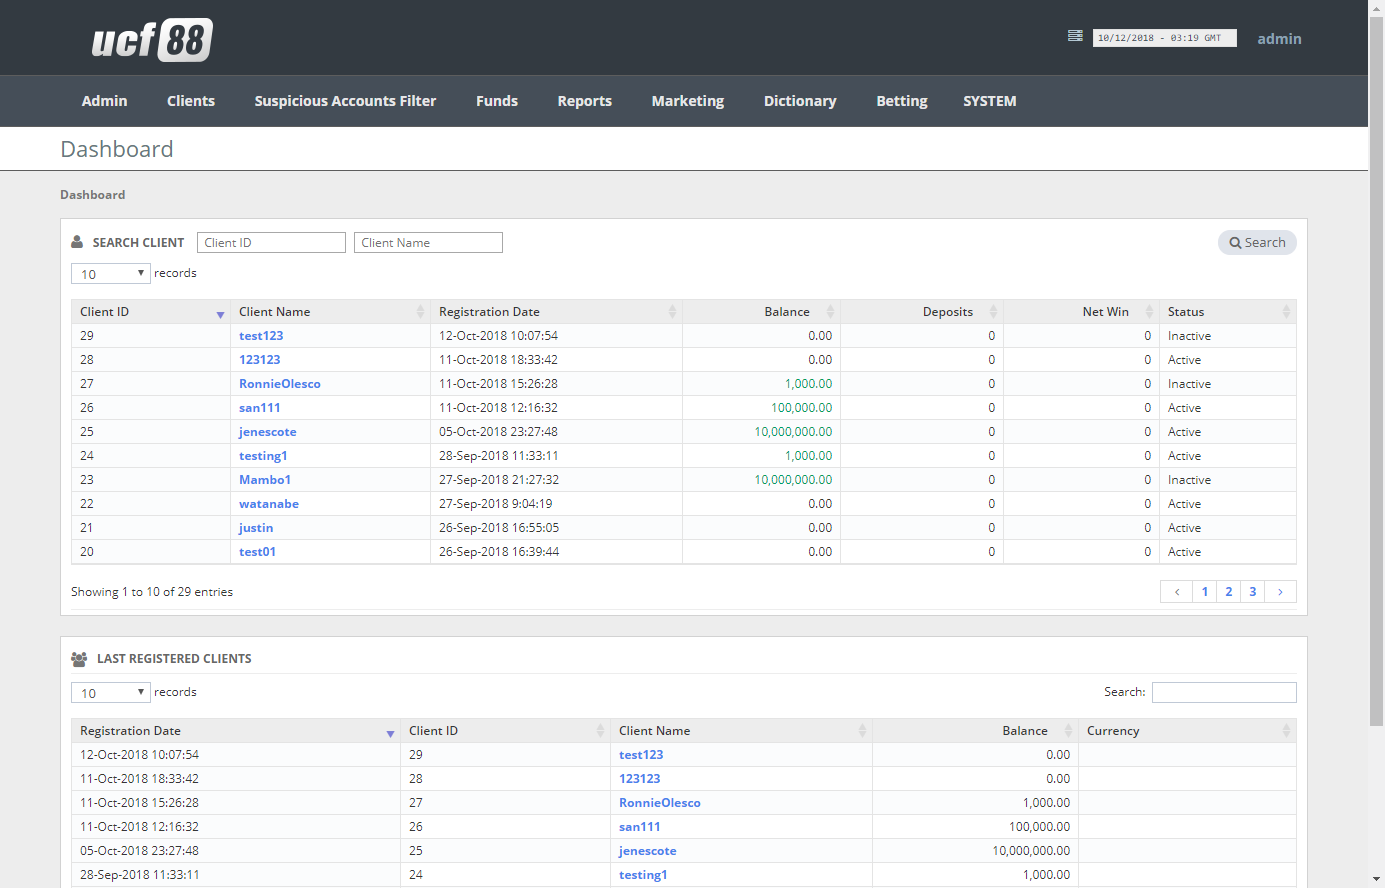 ucf 88
10/12/2018 - 03:19 GMT
admin
Admin Clients Suspicious Accounts Filter Funds Reports Marketing Dictionary Betting SYSTEM
Dashboard
Dashboard
SEARCH CLIENT Client ID Client Name Search
10 records
Client ID Client Name Registration Date Balance Deposits Net Win Status
29 test123 12-Oct-2018 10:07:54 0.00 0 0 Inactive
28 123123 11-Oct-2018 18:33:42 0.00 0 0 Active
27 RonnieOlesco 11-Oct-2018 15:26:28 1,000.00 0 0 Inactive
26 san111 11-Oct-2018 12:16:32 100,000.00 0 0 Active
25 jenescote 05-Oct-2018 23:27:48 10,000,000.00 0 0 Active
24 testing1 28-Sep-2018 11:33:11 1,000.00 0 0 Active
23 Mambo1 27-Sep-2018 21:27:32 10,000,000.00 0 0 Inactive
22 watanabe 27-Sep-2018 9:04:19 0.00 0 0 Active
21 justin 26-Sep-2018 16:55:05 0.00 0 0 Active
20 test01 26-Sep-2018 16:39:44 0.00 0 0 Active
Showing 1 to 10 of 29 entries ‹ 1 2 3 ›
LAST REGISTERED CLIENTS
10 records Search:
Registration Date Client ID Client Name Balance Currency
12-Oct-2018 10:07:54 29 test123 0.00
11-Oct-2018 18:33:42 28 123123 0.00
11-Oct-2018 15:26:28 27 RonnieOlesco 1,000.00
11-Oct-2018 12:16:32 26 san111 100,000.00
05-Oct-2018 23:27:48 25 jenescote 10,000,000.00
28-Sep-2018 11:33:11 24 testing1 1,000.00